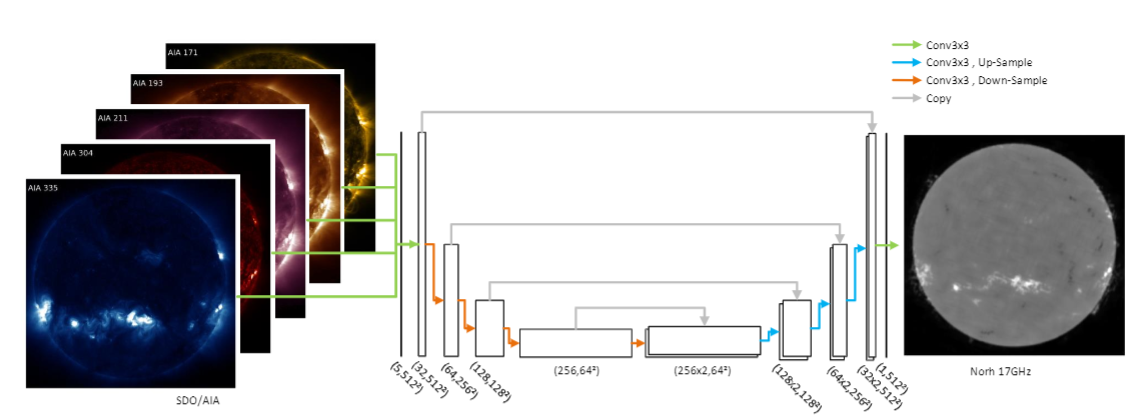 AIA 171
AIA 193
AIA 211
AIA 304
AIA 335
SDO/AIA
Conv3x3
Conv3x3 , Up-Sample
Conv3x3 , Down-Sample
Copy
(5,512²)
(32,512²)
(64,256²)
(128,128²)
(256,64²)
(256x2,64²)
(128x2,128²)
(64x2,256²)
(32x2,512²)
(1,512²)
Norh 17GHz